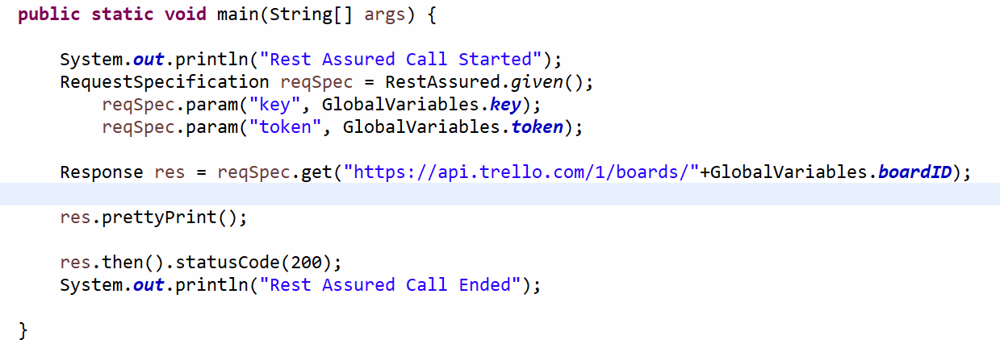 public static void main(String[] args) {
System.out.println("Rest Assured Call Started");
RequestSpecification reqSpec = RestAssured.given();
reqSpec.param("key", GlobalVariables.key);
reqSpec.param("token", GlobalVariables.token);
Response res = reqSpec.get("https://api.trello.com/1/boards/"+GlobalVariables.boardID);
res.prettyPrint();
res.then().statusCode(200);
System.out.println("Rest Assured Call Ended");
}